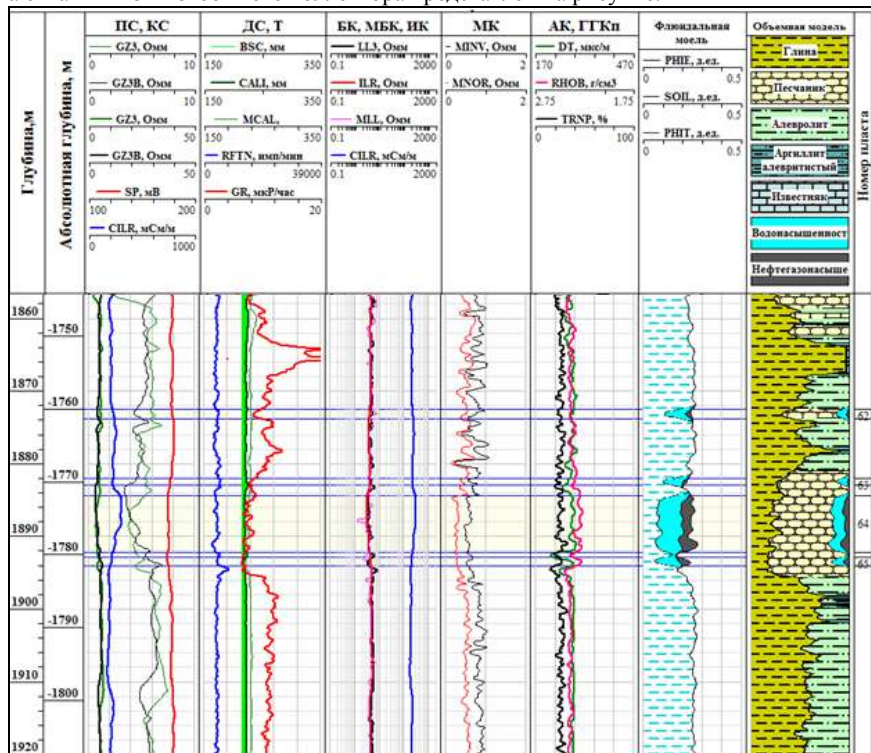 Глубина,м
Абсолютная глубина, м
ПС, КС
GZ3, Омм
0 10
GZ3B, Омм
0 10
GZ3, Омм
0 50
GZ3B, Омм
0 50
SP, мВ
100 200
CILR, мСм/м
0 1000
ДС, Т
BSC, мм
150 350
CALI, мм
150 350
MCAL, мм
150 350
RFTN, имп/мин
0 39000
GR, мкР/час
0 20
БК, МБК, ИК
LL3, Омм
0.1 2000
ILR, Омм
0.1 2000
MLL, Омм
0.1 2000
CILR, мСм/м
0.1 2000
МК
MINV, Омм
0 2
MNOR, Омм
0 2
АК, ГГКп
DT, мкс/м
170 470
RHOB, г/см3
2.75 1.75
TRNP, %
0 100
Флюидальная
моель
PHIE, д.ед.
0 0.5
SOIL, д.ед.
0 0.5
PHIT, д.ед.
0 0.5
Объемная модель
Глина
Песчаник
Алевролит
Аргиллит
алевритистый
Известняк
Водонасыщенност
Нефтегазонасыще
Номер пласта
1860
-1750
1870
-1760
62
1880
-1770
63
1890
64
-1780
65
1900
-1790
1910
-1800
1920